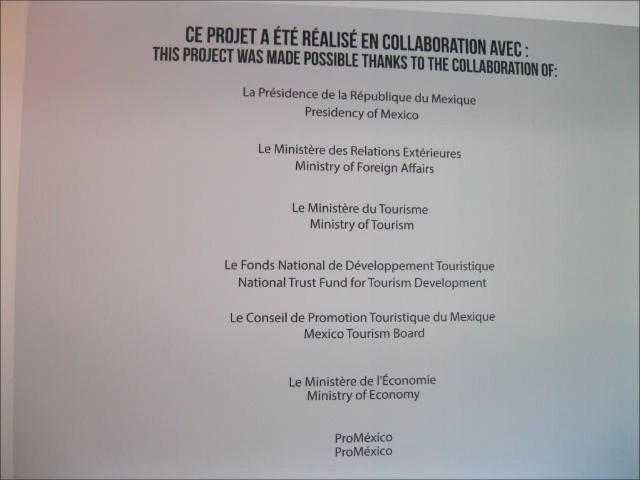 CE PROJET A ÉTÉ RÉALISÉ EN COLLABORATION AVEC :
THIS PROJECT WAS MADE POSSIBLE THANKS TO THE COLLABORATION OF:
La Présidence de la République du Mexique
Presidency of Mexico
Le Ministère des Relations Extérieures
Ministry of Foreign Affairs
Le Ministère du Tourisme
Ministry of Tourism
Le Fonds National de Développement Touristique
National Trust Fund for Tourism Development
Le Conseil de Promotion Touristique du Mexique
Mexico Tourism Board
Le Ministère de l'Économie
Ministry of Economy
ProMéxico
ProMéxico